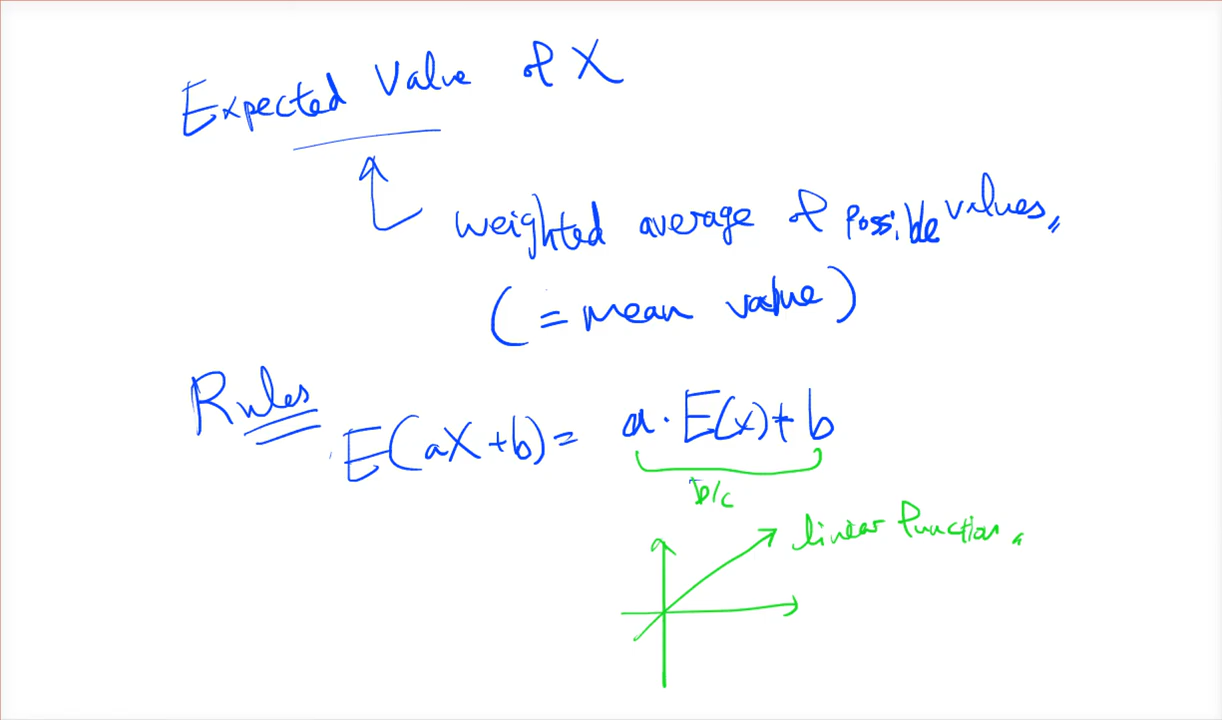 Expected Value of X
weighted average of possible values.
(= mean value)
Rules
E(aX+b) = a · E(x) + b
b/c
linear function.